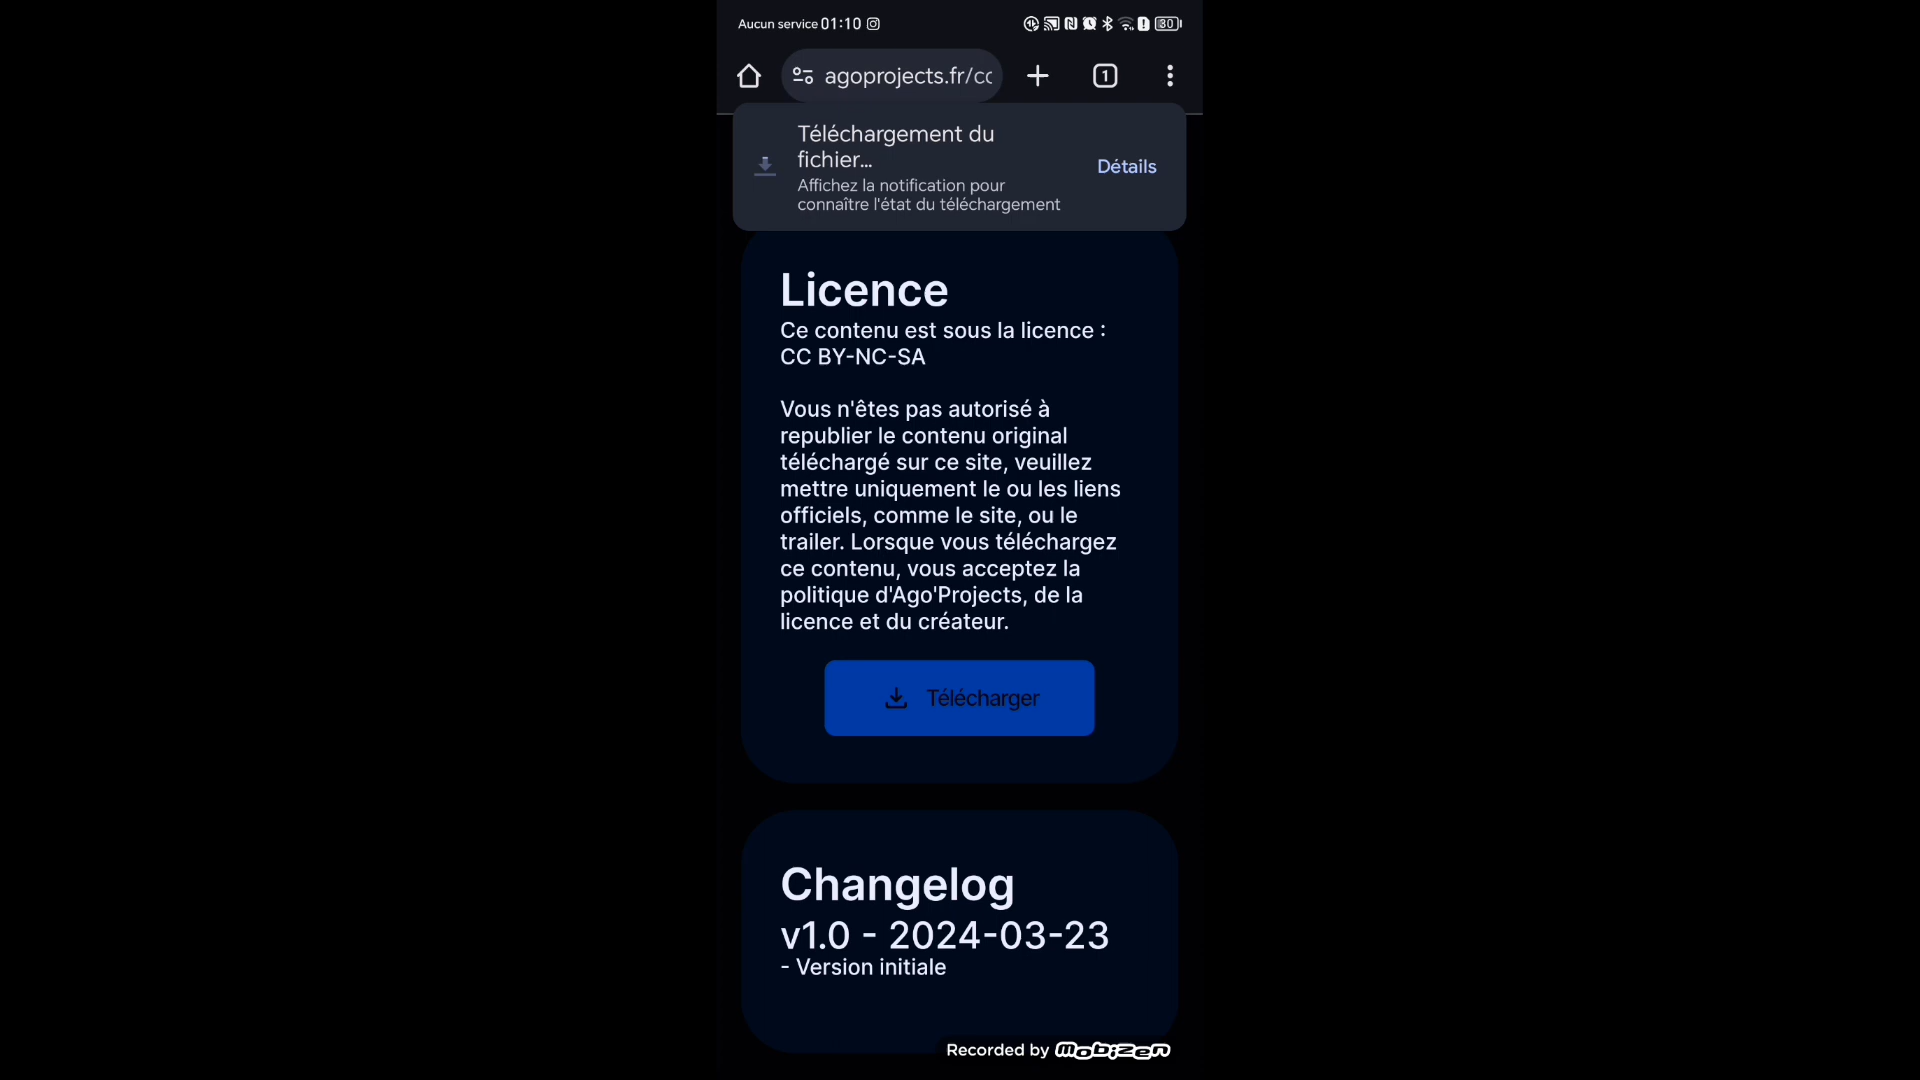 Aucun service 01:10
30
agoprojects.fr/cc
1
Téléchargement du
fichier...
Affichez la notification pour
connaître l'état du téléchargement
Détails
Licence
Ce contenu est sous la licence :
CC BY-NC-SA
Vous n'êtes pas autorisé à
republier le contenu original
téléchargé sur ce site, veuillez
mettre uniquement le ou les liens
officiels, comme le site, ou le
trailer. Lorsque vous téléchargez
ce contenu, vous acceptez la
politique d'Ago'Projects, de la
licence et du créateur.
Télécharger
Changelog
v1.0 - 2024-03-23
- Version initiale
Recorded by mobizen